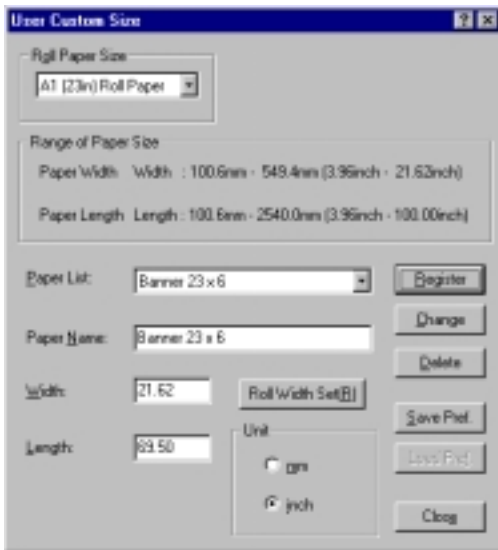 User Custom Size
Roll Paper Size
A1 (23in) Roll Paper
Range of Paper Size
Paper Width Width : 100.6mm - 549.4mm (3.96inch - 21.62inch)
Paper Length Length : 100.6mm - 2540.0mm (3.96inch - 100.00inch)
Paper List: Banner 23 x 6 Register
Change
Paper Name: Banner 23 x 6
Delete
Width: 21.62 Roll Width Set(R)
Save Pref.
Length: 69.50 Unit
mm Load Pref.
inch
Close